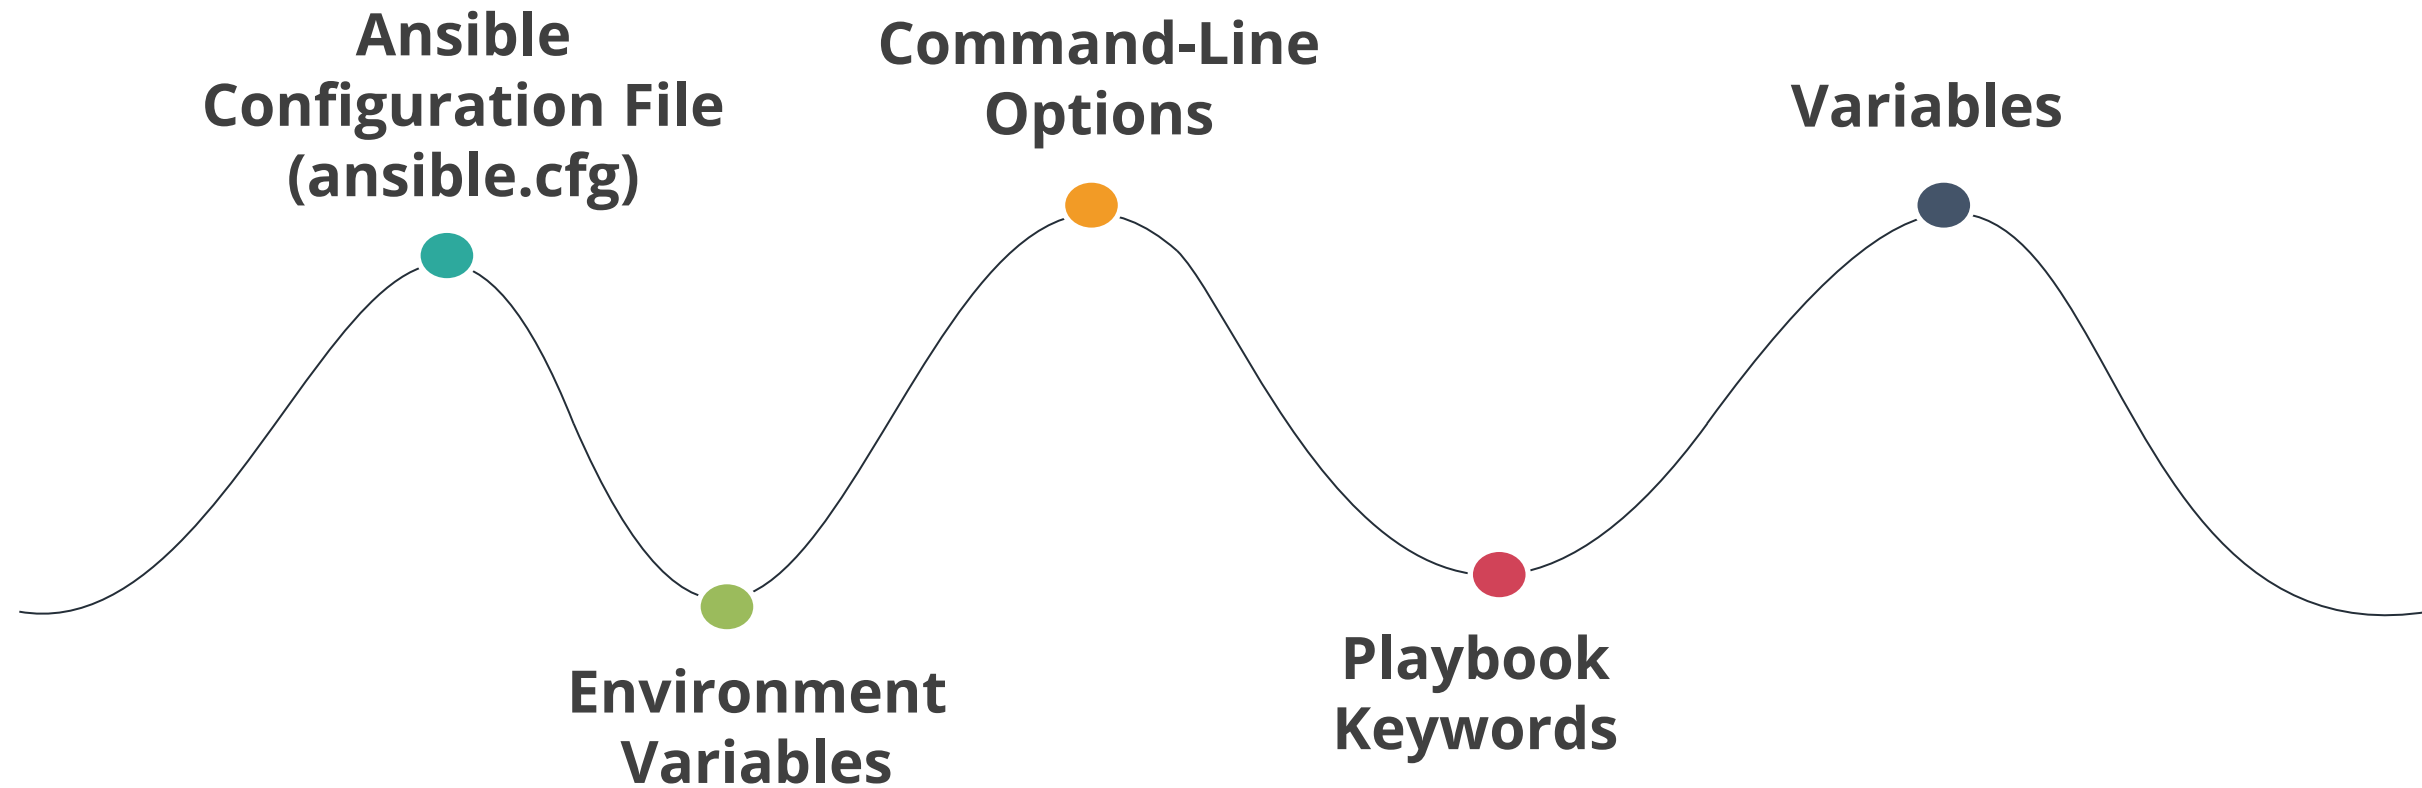 Ansible
Configuration File
(ansible.cfg)
Environment
Variables
Command-Line
Options
Playbook
Keywords
Variables